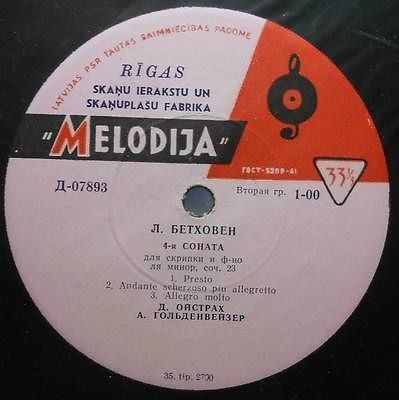 LATVIJAS PSR TAUTAS SAIMNIECĪBAS PADOME
RĪGAS
SKAŅU IERAKSTU UN
SKAŅUPLAŠU FABRIKA
"MELODIJA"
ГОСТ-5289-61
33⅓
Д-07893
Вторая гр. 1-00
Л. БЕТХОВЕН
4-я СОНАТА
для скрипки и ф-но
ля минор, соч. 23
1. Presto
2. Andante scherzoso piu allegretto
3. Allegro molto
Д. ОЙСТРАХ
А. ГОЛЬДЕНВЕЙЗЕР
35. tip. 2700